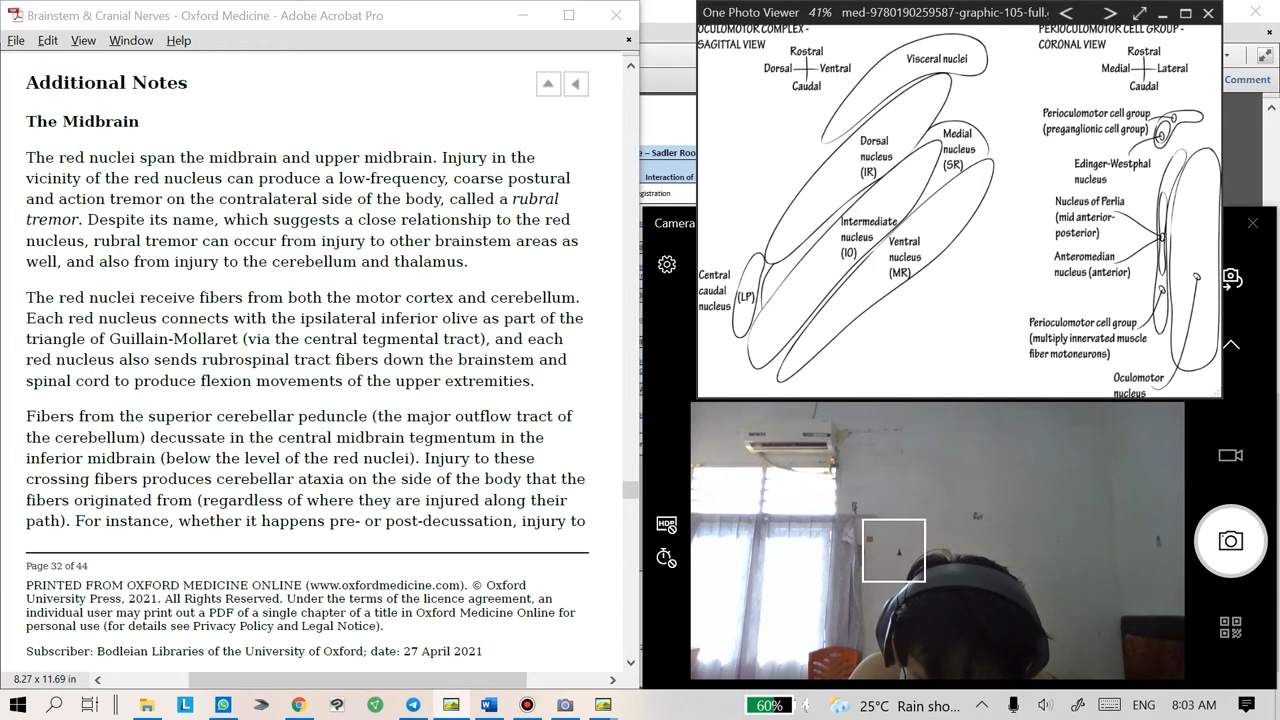 Brainstem & Cranial Nerves - Oxford Medicine - Adobe Acrobat Pro
File Edit View Window Help
Additional Notes
The Midbrain
The red nuclei span the midbrain and upper midbrain. Injury in the
vicinity of the red nucleus can produce a low-frequency, coarse postural
and action tremor on the contralateral side of the body, called a rubral
tremor. Despite its name, which suggests a close relationship to the red
nucleus, rubral tremor can occur from injury to other brainstem areas as
well, and also from injury to the cerebellum and thalamus.
The red nuclei receive fibers from both the motor cortex and cerebellum.
Each red nucleus connects with the ipsilateral inferior olive as part of the
triangle of Guillain-Mollaret (via the central tegmental tract), and each
red nucleus also sends rubrospinal tract fibers down the brainstem and
spinal cord to produce flexion movements of the upper extremities.
Fibers from the superior cerebellar peduncle (the major outflow tract of
the cerebellum) decussate in the central midbrain tegmentum in the
inferior midbrain (below the level of the red nuclei). Injury to these
crossing fibers produces cerebellar ataxia on the side of the body that the
fibers originated from (regardless of where they are injured along their
path). For instance, whether it happens pre- or post-decussation, injury to
Page 32 of 44
PRINTED FROM OXFORD MEDICINE ONLINE (www.oxfordmedicine.com). © Oxford
University Press, 2021. All Rights Reserved. Under the terms of the licence agreement, an
individual user may print out a PDF of a single chapter of a title in Oxford Medicine Online for
personal use (for details see Privacy Policy and Legal Notice).
Subscriber: Bodleian Libraries of the University of Oxford; date: 27 April 2021
8.27 x 11.69 in
One Photo Viewer 41% med-9780190259587-graphic-105-full.
OCULOMOTOR COMPLEX -
SAGITTAL VIEW
Rostral
Dorsal Ventral
Caudal
Visceral nuclei
Dorsal
nucleus
(IR)
Medial
nucleus
(SR)
Intermediate
nucleus
(IO)
Ventral
nucleus
(MR)
Central
caudal
nucleus
(LP)
PERIOCULOMOTOR CELL GROUP -
CORONAL VIEW
Rostral
Medial Lateral
Caudal
Perioculomotor cell group
(preganglionic cell group)
Edinger-Westphal
nucleus
Nucleus of Perlia
(mid anterior-
posterior)
Anteromedian
nucleus (anterior)
Perioculomotor cell group
(multiply innervated muscle
fiber motoneurons)
Oculomotor
nucleus
Comment
e – Sadler Roo
Interaction of
registration
Camera
60%
25°C Rain sho...
ENG
8:03 AM